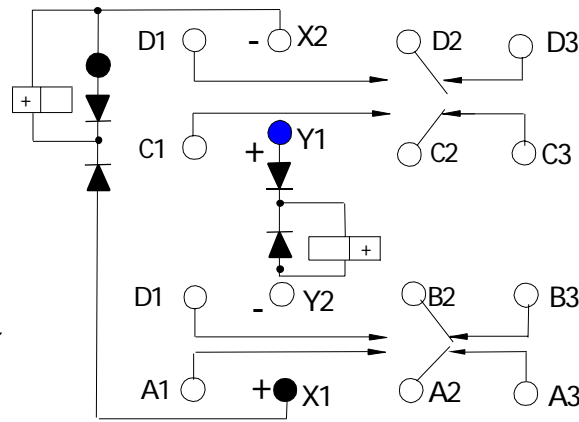 D1 - X2 D2 D3
+
C1 + Y1 C2 C3
+
D1 - Y2 B2 B3
A1 + X1 A2 A3